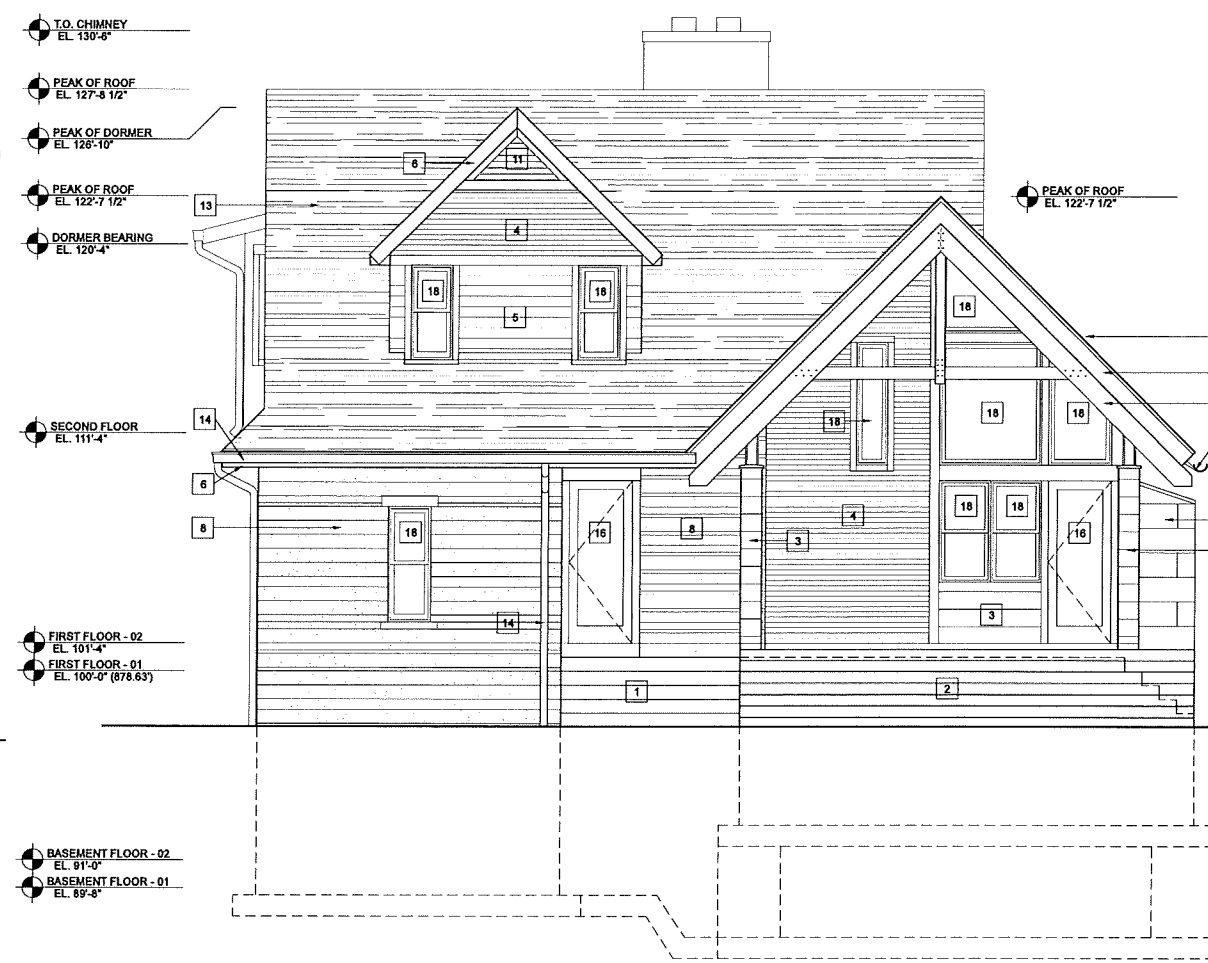 T.O. CHIMNEY
EL. 130'-6"
PEAK OF ROOF
EL. 127'-8 1/2"
PEAK OF DORMER
EL. 126'-10"
PEAK OF ROOF
EL. 122'-7 1/2"
DORMER BEARING
EL. 120'-4"
SECOND FLOOR
EL. 111'-4"
FIRST FLOOR - 02
EL. 101'-4"
FIRST FLOOR - 01
EL. 100'-0" (878.63')
BASEMENT FLOOR - 02
EL. 91'-0"
BASEMENT FLOOR - 01
EL. 89'-8"
PEAK OF ROOF
EL. 122'-7 1/2"
6
11
13
4
18
18
5
18
14
18
18
18
6
8
18
16
8
3
4
18
18
16
14
3
1
2